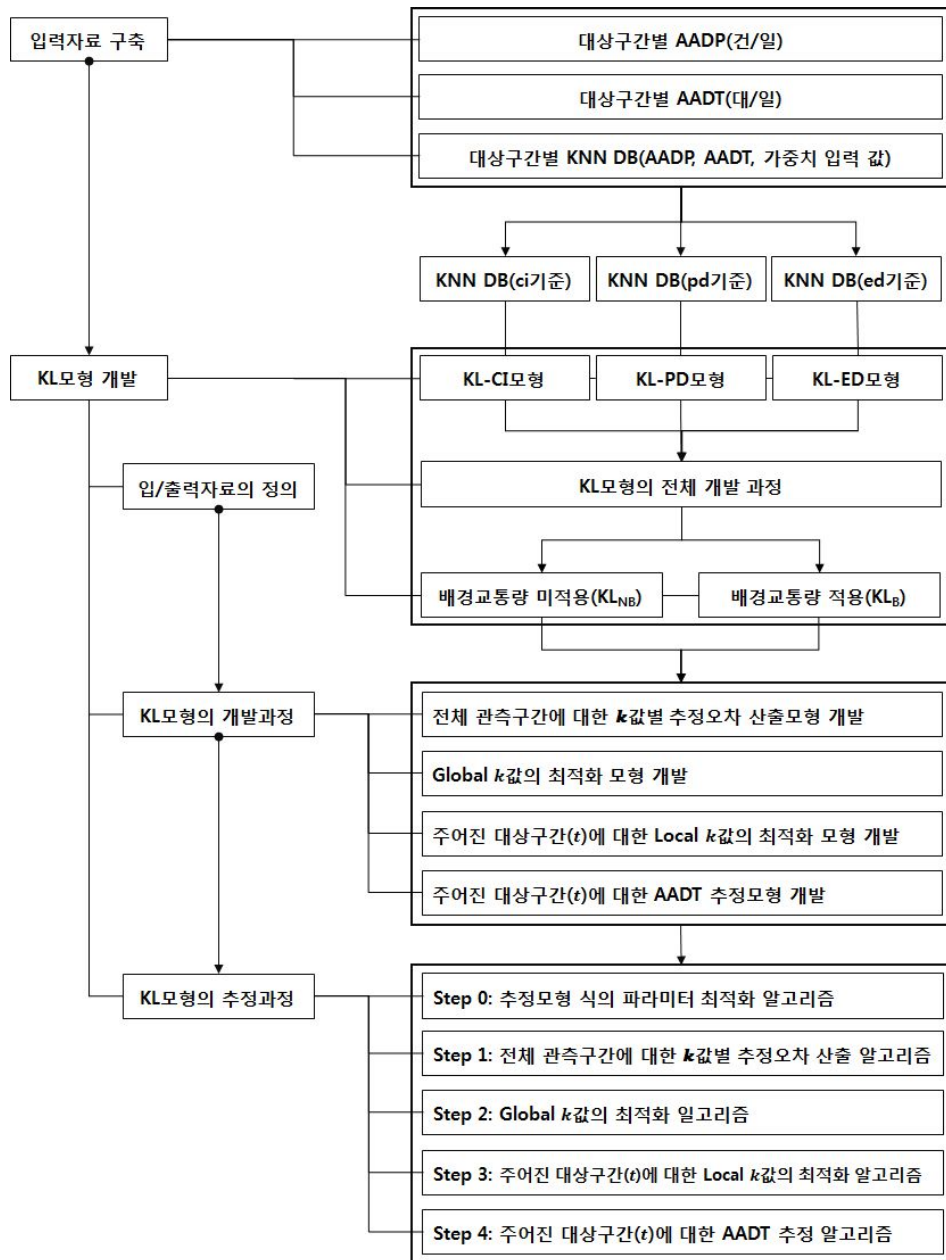 입력자료 구축
대상구간별 AADP(건/일)
대상구간별 AADT(대/일)
대상구간별 KNN DB(AADP, AADT, 가중치 입력 값)
KNN DB(ci기준)
KNN DB(pd기준)
KNN DB(ed기준)
KL모형 개발
KL-CI모형
KL-PD모형
KL-ED모형
입/출력자료의 정의
KL모형의 전체 개발 과정
배경교통량 미적용(KL_NB)
배경교통량 적용(KL_B)
KL모형의 개발과정
전체 관측구간에 대한 k값별 추정오차 산출모형 개발
Global k값의 최적화 모형 개발
주어진 대상구간(t)에 대한 Local k값의 최적화 모형 개발
주어진 대상구간(t)에 대한 AADT 추정모형 개발
KL모형의 추정과정
Step 0: 추정모형 식의 파라미터 최적화 알고리즘
Step 1: 전체 관측구간에 대한 k값별 추정오차 산출 알고리즘
Step 2: Global k값의 최적화 일고리즘
Step 3: 주어진 대상구간(t)에 대한 Local k값의 최적화 알고리즘
Step 4: 주어진 대상구간(t)에 대한 AADT 추정 알고리즘